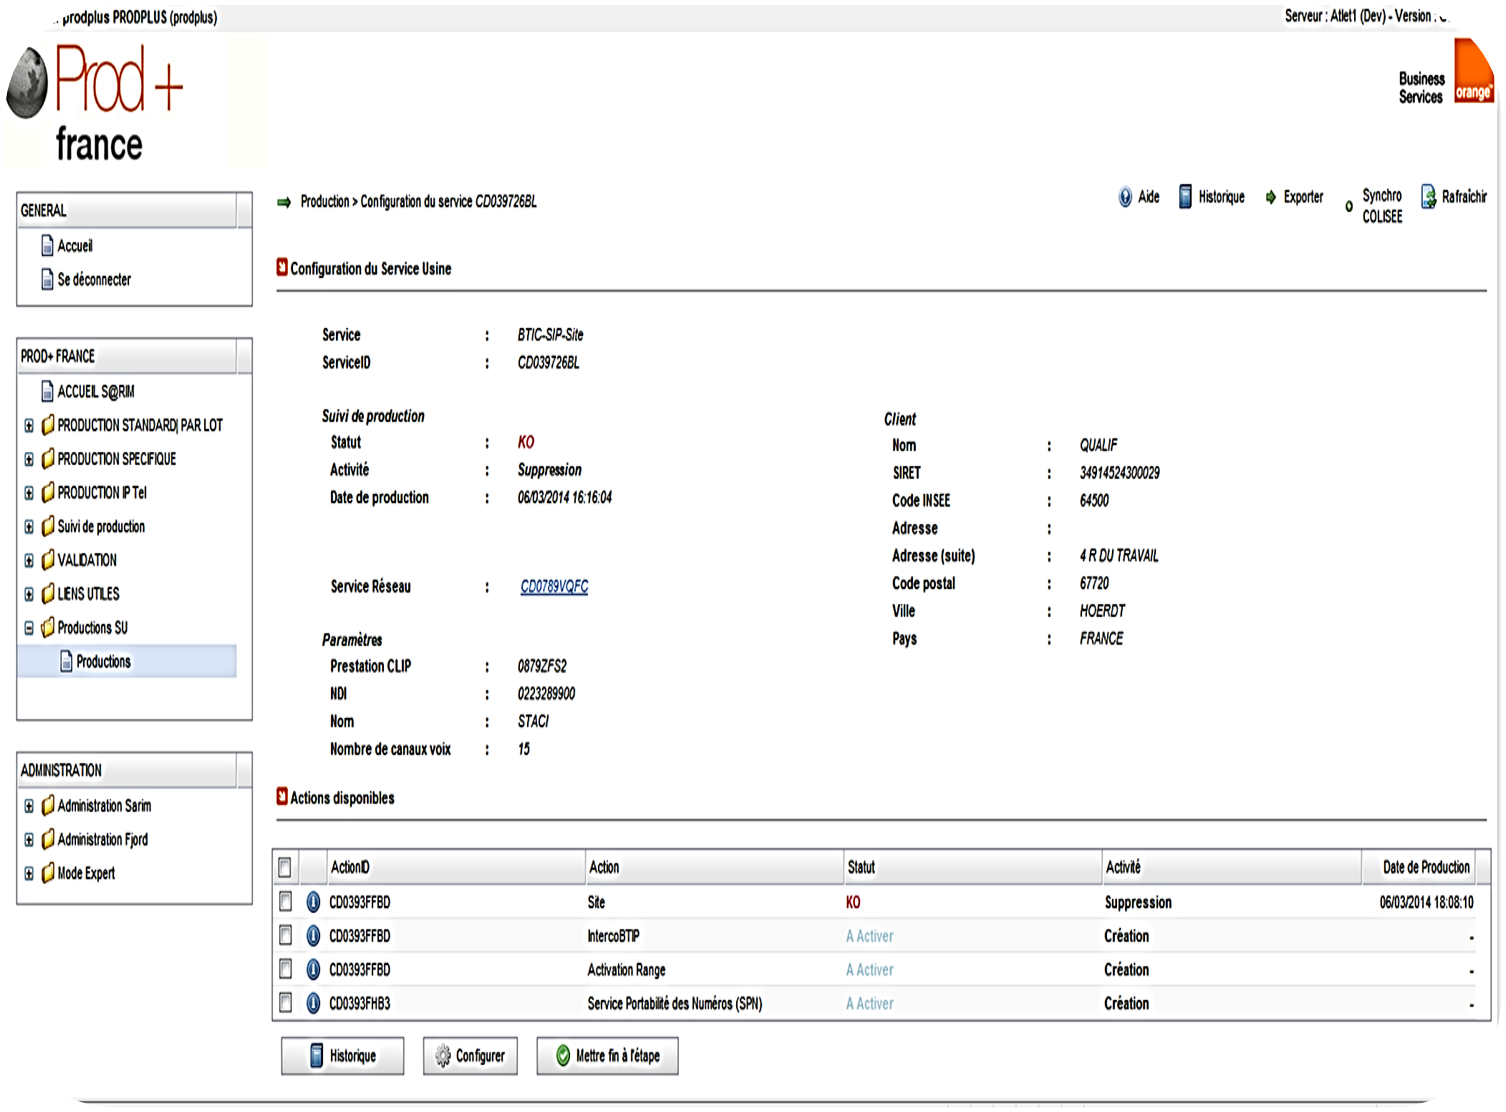 prodplus PRODPLUS (prodplus)
Serveur : Atlet1 (Dev) - Version :
Prod +
france
Business
Services
orange™
GENERAL
Accueil
Se déconnecter
PROD+ FRANCE
ACCUEIL S@RIM
PRODUCTION STANDARD| PAR LOT
PRODUCTION SPECIFIQUE
PRODUCTION IP Tel
Suivi de production
VALIDATION
LIENS UTILES
Productions SU
Productions
ADMINISTRATION
Administration Sarim
Administration Fjord
Mode Expert
Production > Configuration du service CD039726BL
Aide
Historique
Exporter
Synchro
COLISEE
Rafraîchir
Configuration du Service Usine
Service : BTIC-SIP-Site
ServiceID : CD039726BL
Suivi de production
Statut : KO
Activité : Suppression
Date de production : 06/03/2014 16:16:04
Service Réseau : CD0789VQFC
Paramètres
Prestation CLIP : 0879ZFS2
NDI : 0223289900
Nom : STACI
Nombre de canaux voix : 15
Client
Nom : QUALIF
SIRET : 34914524300029
Code INSEE : 64500
Adresse :
Adresse (suite) : 4 R DU TRAVAIL
Code postal : 67720
Ville : HOERDT
Pays : FRANCE
Actions disponibles
ActionID Action Statut Activité Date de Production
CD0393FFBD Site KO Suppression 06/03/2014 18:08:10
CD0393FFBD IntercoBTIP A Activer Création -
CD0393FFBD Activation Range A Activer Création -
CD0393FHB3 Service Portabilité des Numéros (SPN) A Activer Création -
Historique
Configurer
Mettre fin à l'étape